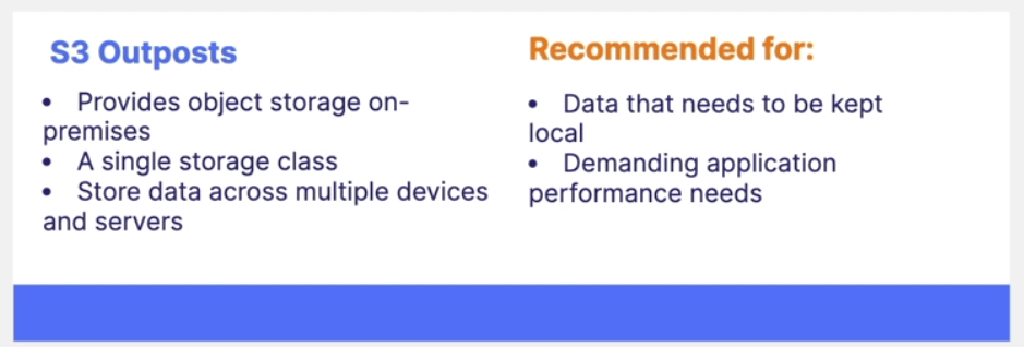 S3 Outposts
• Provides object storage on-
premises
• A single storage class
• Store data across multiple devices
and servers
Recommended for:
• Data that needs to be kept
local
• Demanding application
performance needs